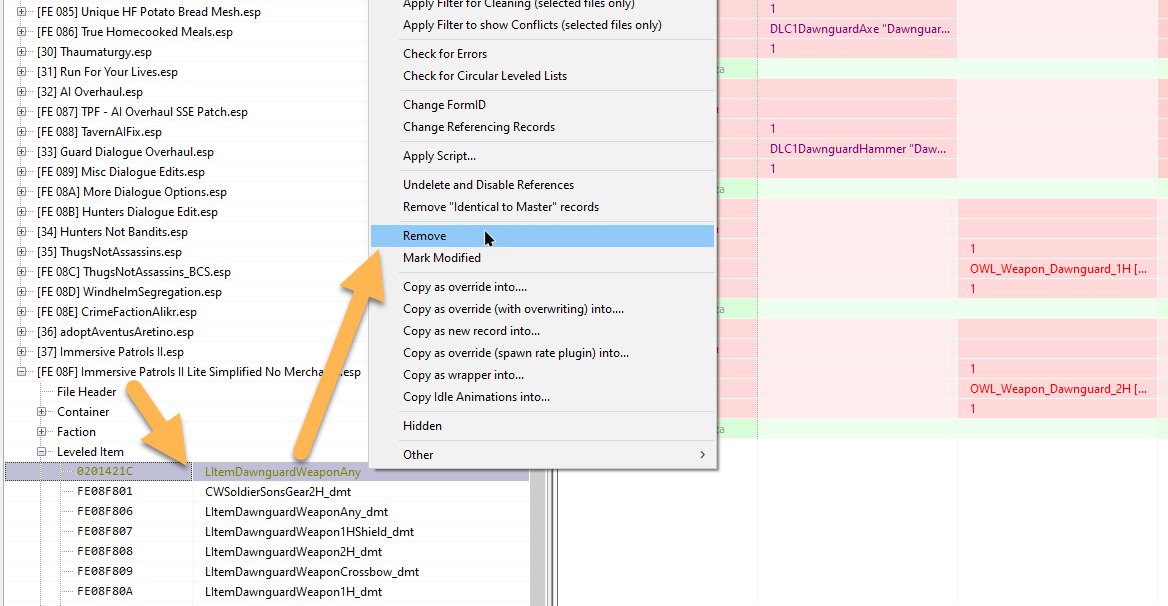 [FE 085] Unique HF Potato Bread Mesh.esp
[FE 086] True Homecooked Meals.esp
[30] Thaumaturgy.esp
[31] Run For Your Lives.esp
[32] AI Overhaul.esp
[FE 087] TPF - AI Overhaul SSE Patch.esp
[FE 088] TavernAIFix.esp
[33] Guard Dialogue Overhaul.esp
[FE 089] Misc Dialogue Edits.esp
[FE 08A] More Dialogue Options.esp
[FE 08B] Hunters Dialogue Edit.esp
[34] Hunters Not Bandits.esp
[35] ThugsNotAssassins.esp
[FE 08C] ThugsNotAssassins_BCS.esp
[FE 08D] WindhelmSegregation.esp
[FE 08E] CrimeFactionAlikr.esp
[36] adoptAventusAretino.esp
[37] Immersive Patrols II.esp
[FE 08F] Immersive Patrols II Lite Simplified No Mercha .esp
File Header
Container
Faction
Leveled Item
0201421C LItemDawnguardWeaponAny
FE08F801 CWSoldierSonsGear2H_dmt
FE08F806 LItemDawnguardWeaponAny_dmt
FE08F807 LItemDawnguardWeapon1HShield_dmt
FE08F808 LItemDawnguardWeapon2H_dmt
FE08F809 LItemDawnguardWeaponCrossbow_dmt
FE08F80A LItemDawnguardWeapon1H_dmt
Apply Filter for Cleaning (selected files only)
Apply Filter to show Conflicts (selected files only)
Check for Errors
Check for Circular Leveled Lists
Change FormID
Change Referencing Records
Apply Script...
Undelete and Disable References
Remove "Identical to Master" records
Remove
Mark Modified
Copy as override into....
Copy as override (with overwriting) into....
Copy as new record into...
Copy as override (spawn rate plugin) into...
Copy as wrapper into...
Copy Idle Animations into...
Hidden
Other
1
DLC1DawnguardAxe "Dawnguar...
1
1
DLC1DawnguardHammer "Daw...
1
1
OWL_Weapon_Dawnguard_1H [...
1
1
OWL_Weapon_Dawnguard_2H [...
1